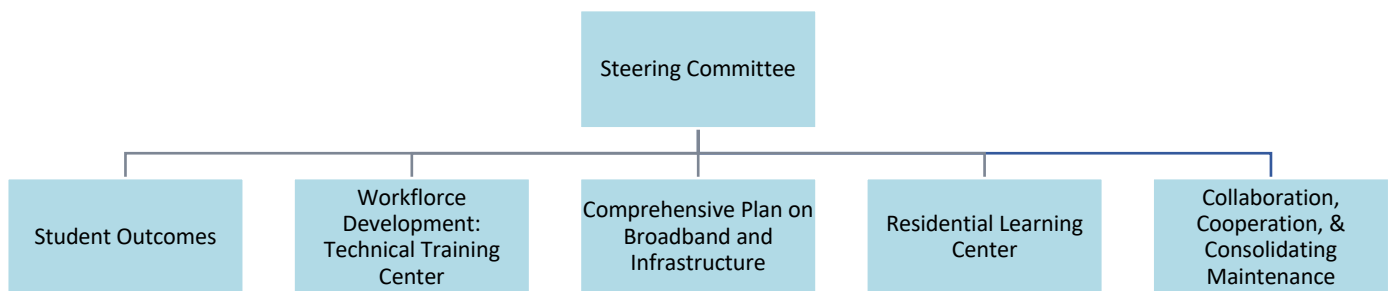 Steering Committee
Student Outcomes
Workflorce
Development:
Technical Training
Center
Comprehensive Plan on
Broadband and
Infrastructure
Residential Learning
Center
Collaboration,
Cooperation, &
Consolidating
Maintenance